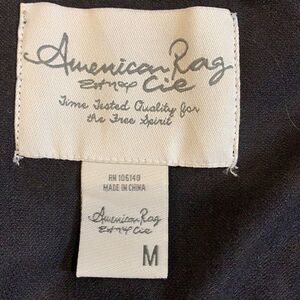 American Rag
Cie
Time Tested Quality for
the Free Spirit
RN 106140
MADE IN CHINA
American Rag
Cie
M